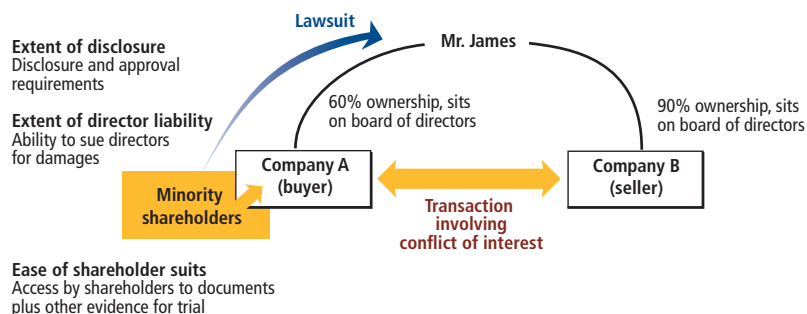 Lawsuit
Mr. James
Extent of disclosure
Disclosure and approval
requirements
Extent of director liability
Ability to sue directors
for damages
60% ownership, sits
on board of directors
90% ownership, sits
on board of directors
Minority
shareholders
Company A
(buyer)
Company B
(seller)
Transaction
involving
conflict of interest
Ease of shareholder suits
Access by shareholders to documents
plus other evidence for trial